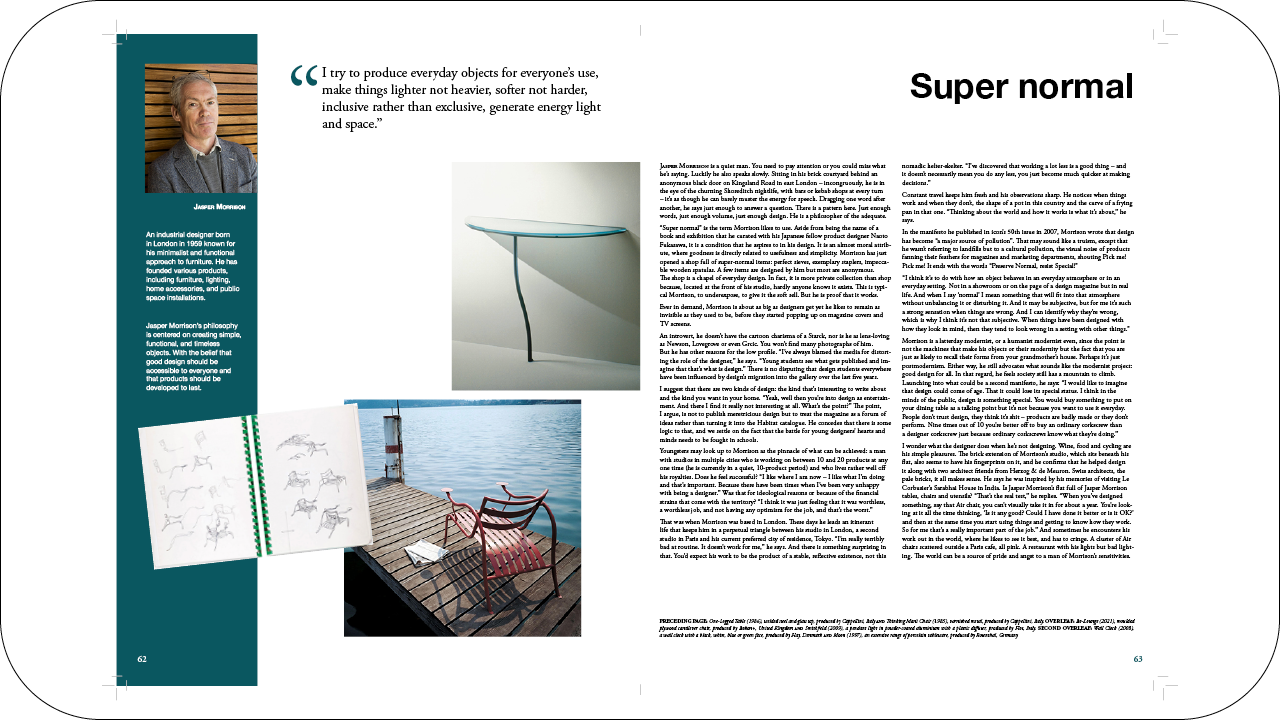 “
I try to produce everyday objects for everyone’s use,
make things lighter not heavier, softer not harder,
inclusive rather than exclusive, generate energy light
and space.”
Jasper Morrison
An industrial designer born
in London in 1959 known for
his minimalist and functional
approach to furniture. He has
founded various products,
including furniture, lighting,
home accessories, and public
space installations.
Jasper Morrison’s philosophy
is centered on creating simple,
functional, and timeless
objects. With the belief that
good design should be
accessible to everyone and
that products should be
developed to last.
62
Super normal
Jasper Morrison is a quiet man. You need to pay attention or you could miss what
he’s saying. Luckily he also speaks slowly. Sitting in his brick courtyard behind an
anonymous black door on Kingsland Road in east London – incongruously, he is in
the eye of the churning Shoreditch nightlife, with bars or kebab shops at every turn
– it’s as though he can barely master the energy for speech. Dragging one word after
another, he says just enough to answer a question. There is a pattern here. Just enough
words, just enough volume, just enough design. He is a philosopher of the adequate.
“Super normal” is the term Morrison likes to use. Aside from being the name of a
book and exhibition that he curated with his Japanese fellow product designer Naoto
Fukasawa, it is a condition that he aspires to in his design. It is an almost moral attrib-
ute, where goodness is directly related to usefulness and simplicity. Morrison has just
opened a shop full of super-normal items: perfect sieves, exemplary staplers, impecca-
ble wooden spatulas. A few items are designed by him but most are anonymous.
The shop is a chapel of everyday design. In fact, it is more private collection than shop
because, located at the front of his studio, hardly anyone knows it exists. This is typi-
cal Morrison, to underexpose, to give it the soft sell. But he is proof that it works.
Ever in demand, Morrison is about as big as designers get yet he likes to remain as
invisible as they used to be, before they started popping up on magazine covers and
TV screens.
An introvert, he doesn’t have the cartoon charisma of a Starck, nor is he as lens-loving
as Newson, Lovegrove or even Grcic. You won’t find many photographs of him.
But he has other reasons for the low profile. “I’ve always blamed the media for distort-
ing the role of the designer,” he says. “Young students see what gets published and im-
agine that that’s what is design.” There is no disputing that design students everywhere
have been influenced by design’s migration into the gallery over the last five years.
I suggest that there are two kinds of design: the kind that’s interesting to write about
and the kind you want in your home. “Yeah, well then you’re into design as entertain-
ment. And there I find it really not interesting at all. What’s the point?” The point,
I argue, is not to publish meretricious design but to treat the magazine as a forum of
ideas rather than turning it into the Habitat catalogue. He concedes that there is some
logic to that, and we settle on the fact that the battle for young designers’ hearts and
minds needs to be fought in schools.
Youngsters may look up to Morrison as the pinnacle of what can be achieved: a man
with studios in multiple cities who is working on between 10 and 20 products at any
one time (he is currently in a quiet, 10-product period) and who lives rather well off
his royalties. Does he feel successful? “I like where I am now – I like what I’m doing
and that’s important. Because there have been times when I’ve been very unhappy
with being a designer.” Was that for ideological reasons or because of the financial
strains that come with the territory? “I think it was just feeling that it was worthless,
a worthless job, and not having any optimism for the job, and that’s the worst.”
That was when Morrison was based in London. These days he leads an itinerant
life that keeps him in a perpetual triangle between his studio in London, a second
studio in Paris and his current preferred city of residence, Tokyo. “I’m really terribly
bad at routine. It doesn’t work for me,” he says. And there is something surprising in
that. You’d expect his work to be the product of a stable, reflective existence, not this
nomadic helter-skelter. “I’ve discovered that working a lot less is a good thing – and
it doesn’t necessarily mean you do any less, you just become much quicker at making
decisions.”
Constant travel keeps him fresh and his observations sharp. He notices when things
work and when they don’t, the shape of a pot in this country and the curve of a frying
pan in that one. “Thinking about the world and how it works is what it’s about,” he
says.
In the manifesto he published in icon’s 50th issue in 2007, Morrison wrote that design
has become “a major source of pollution”. That may sound like a truism, except that
he wasn’t referring to landfills but to a cultural pollution, the visual noise of products
fanning their feathers for magazines and marketing departments, shouting Pick me!
Pick me! It ends with the words “Preserve Normal, resist Special!”
“I think it’s to do with how an object behaves in an everyday atmosphere or in an
everyday setting. Not in a showroom or on the page of a design magazine but in real
life. And when I say ‘normal’ I mean something that will fit into that atmosphere
without unbalancing it or disturbing it. And it may be subjective, but for me it’s such
a strong sensation when things are wrong. And I can identify why they’re wrong,
which is why I think it’s not that subjective. When things have been designed with
how they look in mind, then they tend to look wrong in a setting with other things.”
Morrison is a latterday modernist, or a humanist modernist even, since the point is
not the machines that make his objects or their modernity but the fact that you are
just as likely to recall their forms from your grandmother’s house. Perhaps it’s just
postmodernism. Either way, he still advocates what sounds like the modernist project:
good design for all. In that regard, he feels society still has a mountain to climb.
Launching into what could be a second manifesto, he says: “I would like to imagine
that design could come of age. That it could lose its special status. I think in the
minds of the public, design is something special. You would buy something to put on
your dining table as a talking point but it’s not because you want to use it everyday.
People don’t trust design, they think it’s shit – products are badly made or they don’t
perform. Nine times out of 10 you’re better off to buy an ordinary corkscrew than
a designer corkscrew just because ordinary corkscrews know what they’re doing.”
I wonder what the designer does when he’s not designing. Wine, food and cycling are
his simple pleasures. The brick extension of Morrison’s studio, which sits beneath his
flat, also seems to have his fingerprints on it, and he confirms that he helped design
it along with two architect friends from Herzog & de Meuron. Swiss architects, the
pale bricks, it all makes sense. He says he was inspired by his memories of visiting Le
Corbusier’s Sarabhai House in India. Is Jasper Morrison’s flat full of Jasper Morrison
tables, chairs and utensils? “That’s the real test,” he replies. “When you’ve designed
something, say that Air chair, you can’t visually take it in for about a year. You’re look-
ing at it all the time thinking, ‘Is it any good? Could I have done it better or is it OK?’
and then at the same time you start using things and getting to know how they work.
So for me that’s a really important part of the job.” And sometimes he encounters his
work out in the world, where he likes to see it best, and has to cringe. A cluster of Air
chairs scattered outside a Paris cafe, all pink. A restaurant with his lights but bad light-
ing. The world can be a source of pride and angst to a man of Morrison’s sensitivities.
PRECEDING PAGE: One-Legged Table (1986), welded steel and glass top, produced by Cappellini, Italy and Thinking Man’s Chair (1985), varnished metal, produced by Cappellini, Italy. OVERLEAF: Iso-Lounge (2021), moulded
plywood cantilever chair, produced by Isokon+, United Kingdom and Smithfield (2009), a pendant light in powder-coated aluminium with a plastic diffuser, produced by Flos, Italy. SECOND OVERLEAF: Wall Clock (2008),
a wall clock with a black, white, blue or green face, produced by Hay, Denmark and Moon (1997), an extensive range of porcelain tableware, produced by Rosenthal, Germany
63